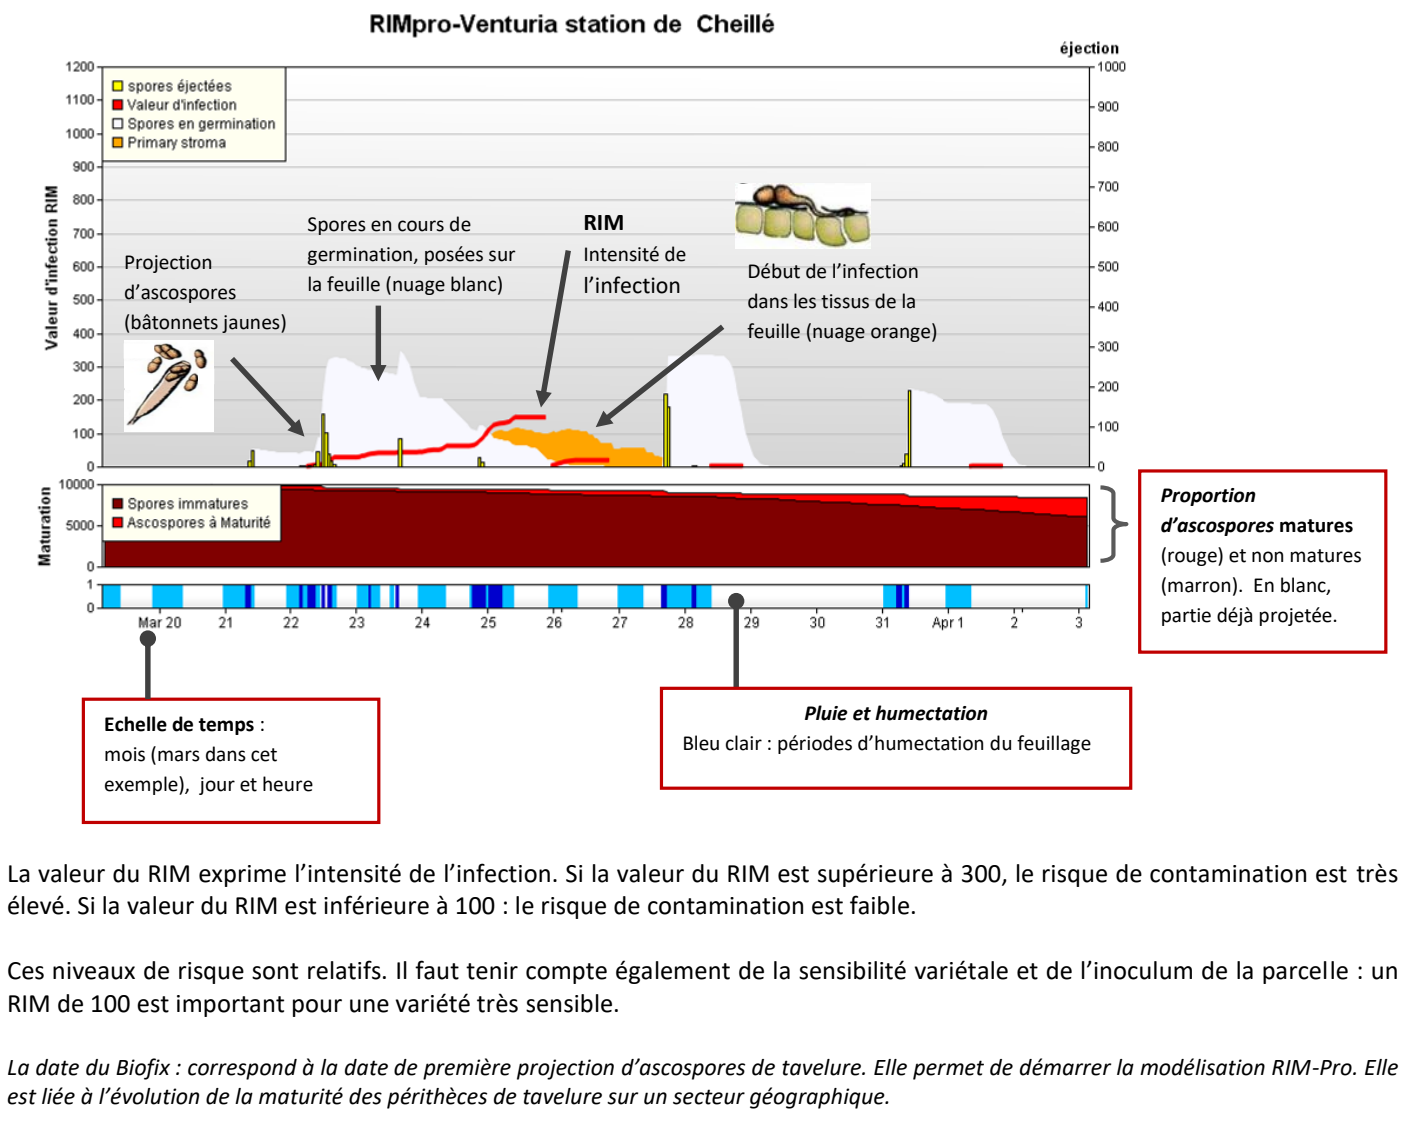 RIMpro-Venturia station de Cheillé
éjection
Valeur d'infection RIM
1200
1100
1000
900
800
700
600
500
400
300
200
100
0
1000
900
800
700
600
500
400
300
200
100
0
spores éjectées
Valeur d'infection
Spores en germination
Primary stroma
Projection
d'ascospores
(bâtonnets jaunes)
Spores en cours de
germination, posées sur
la feuille (nuage blanc)
RIM
Intensité de
l'infection
Début de l'infection
dans les tissus de la
feuille (nuage orange)
Maturation
10000
5000
0
Spores immatures
Ascospores à Maturité
1
0
Mar 20 21 22 23 24 25 26 27 28 29 30 31 Apr 1 2 3
Proportion
d'ascospores matures
(rouge) et non matures
(marron). En blanc,
partie déjà projetée.
Echelle de temps :
mois (mars dans cet
exemple), jour et heure
Pluie et humectation
Bleu clair : périodes d'humectation du feuillage
La valeur du RIM exprime l'intensité de l'infection. Si la valeur du RIM est supérieure à 300, le risque de contamination est très
élevé. Si la valeur du RIM est inférieure à 100 : le risque de contamination est faible.
Ces niveaux de risque sont relatifs. Il faut tenir compte également de la sensibilité variétale et de l'inoculum de la parcelle : un
RIM de 100 est important pour une variété très sensible.
La date du Biofix : correspond à la date de première projection d'ascospores de tavelure. Elle permet de démarrer la modélisation RIM-Pro. Elle
est liée à l'évolution de la maturité des périthèces de tavelure sur un secteur géographique.